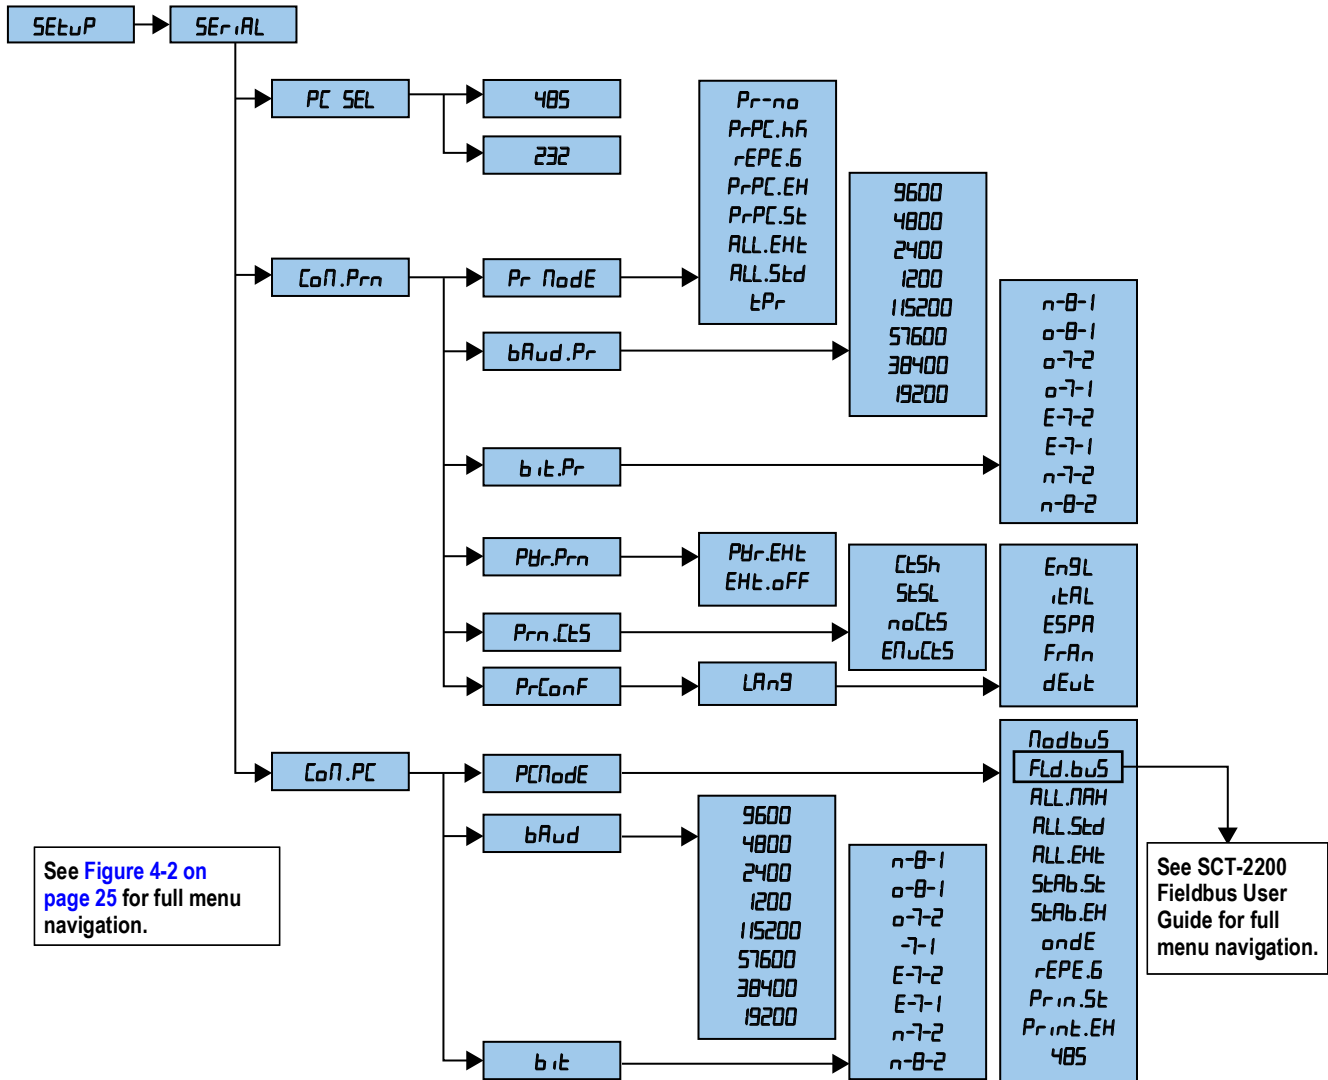 SEtuP
SEriAL
PC SEL
485
232
CoM.Prn
Pr ModE
Pr-no
PrPC.hR
rEPE.6
PrPC.EH
PrPC.St
ALL.EHt
ALL.Std
tPr
bAud.Pr
9600
4800
2400
1200
115200
57600
38400
19200
bit.Pr
n-8-1
o-8-1
o-7-2
o-7-1
E-7-2
E-7-1
n-7-2
n-8-2
PWr.Prn
PWr.EHt
EHt.oFF
Prn.CtS
CtSh
StSL
noCtS
EMuCtS
PrConF
LAng
EngL
itAL
ESPA
FrAn
dEut
CoM.PC
PCModE
ModbuS
FLd.buS
ALL.MAH
ALL.Std
ALL.EHt
StAb.St
StAb.EH
ondE
rEPE.6
Prin.St
Print.EH
485
bAud
9600
4800
2400
1200
115200
57600
38400
19200
bit
n-8-1
o-8-1
o-7-2
-7-1
E-7-2
E-7-1
n-7-2
n-8-2
See Figure 4-2 on
page 25 for full menu
navigation.
See SCT-2200
Fieldbus User
Guide for full
menu navigation.